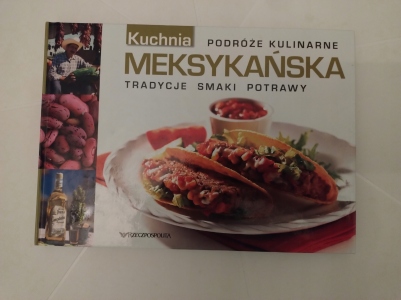 Kuchnia PODRÓŻE KULINARNE
MEKSYKAŃSKA
TRADYCJE SMAKI POTRAWY
RZECZPOSPOLITA